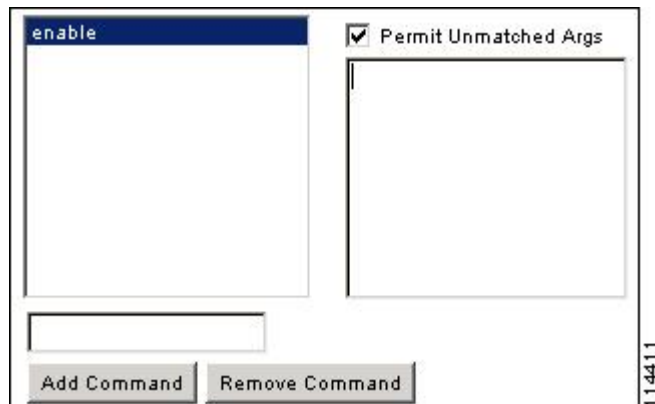 enable
Permit Unmatched Args
Add Command
Remove Command
114411